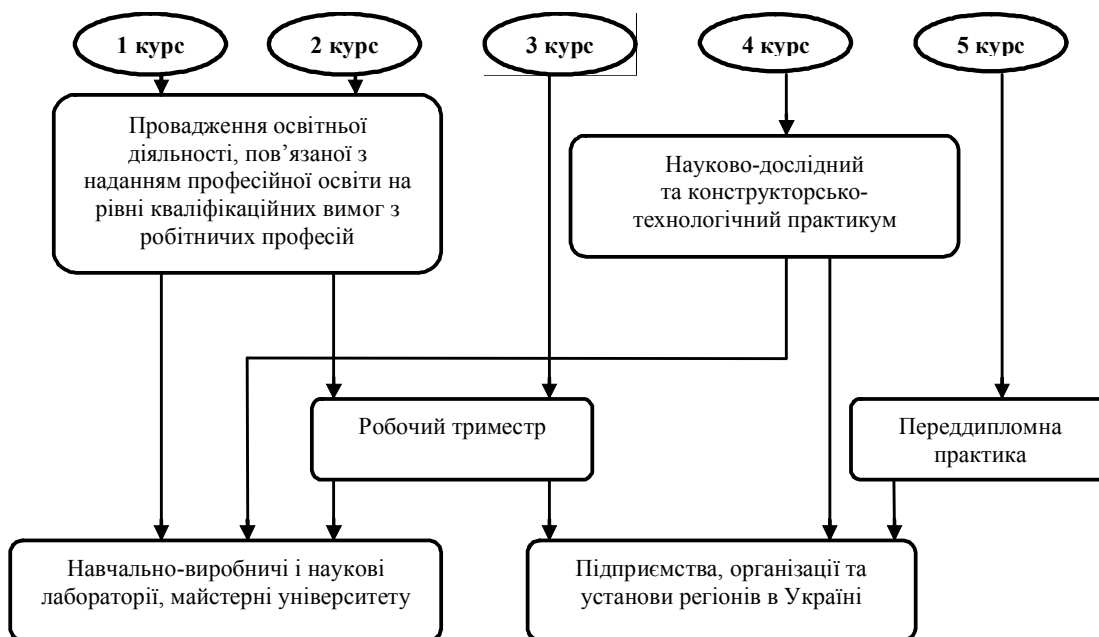 1 курс
2 курс
3 курс
4 курс
5 курс
Провадження освітньої
діяльності, пов’язаної з
наданням професійної освіти на
рівні кваліфікаційних вимог з
робітничих професій
Науково-дослідний
та конструкторсько-
технологічний практикум
Робочий триместр
Переддипломна
практика
Навчально-виробничі і наукові
лабораторії, майстерні університету
Підприємства, організації та
установи регіонів в Україні